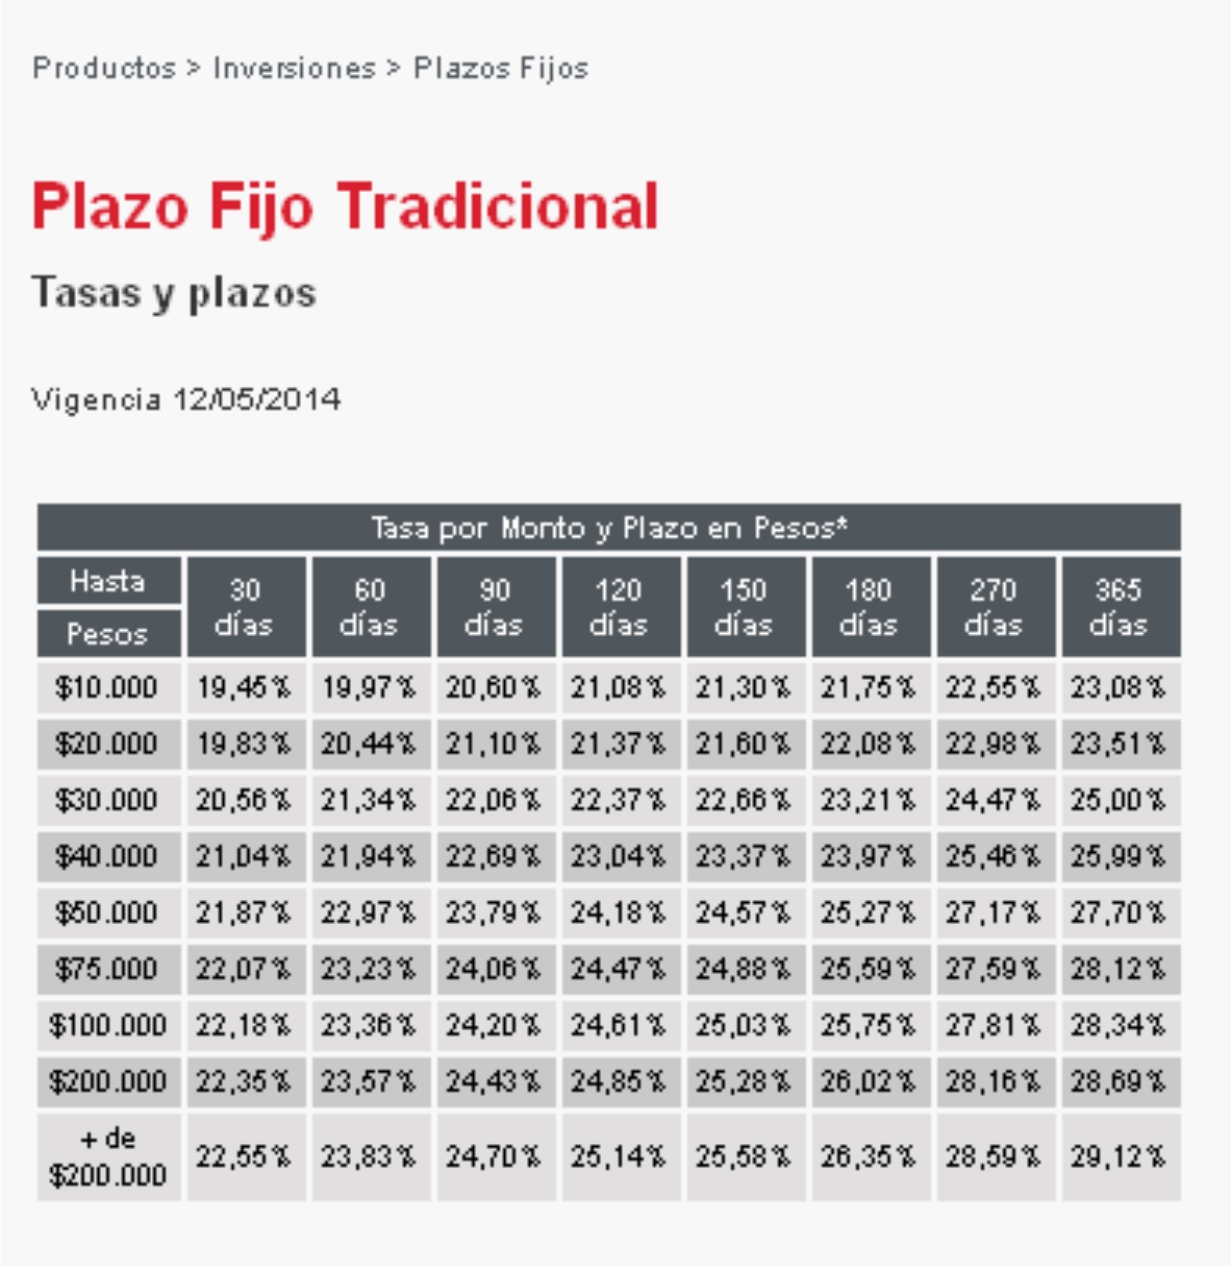 Productos > Inversiones > Plazos Fijos
Plazo Fijo Tradicional
Tasas y plazos
Vigencia 12/05/2014
Tasa por Monto y Plazo en Pesos*
Hasta
Pesos
30 días
60 días
90 días
120 días
150 días
180 días
270 días
365 días
$10.000 19,45% 19,97% 20,60% 21,08% 21,30% 21,75% 22,55% 23,08%
$20.000 19,83% 20,44% 21,10% 21,37% 21,60% 22,08% 22,98% 23,51%
$30.000 20,56% 21,34% 22,06% 22,37% 22,66% 23,21% 24,47% 25,00%
$40.000 21,04% 21,94% 22,69% 23,04% 23,37% 23,97% 25,46% 25,99%
$50.000 21,87% 22,97% 23,79% 24,18% 24,57% 25,27% 27,17% 27,70%
$75.000 22,07% 23,23% 24,06% 24,47% 24,88% 25,59% 27,59% 28,12%
$100.000 22,18% 23,36% 24,20% 24,61% 25,03% 25,75% 27,81% 28,34%
$200.000 22,35% 23,57% 24,43% 24,85% 25,28% 26,02% 28,16% 28,69%
+ de $200.000 22,55% 23,83% 24,70% 25,14% 25,58% 26,35% 28,59% 29,12%